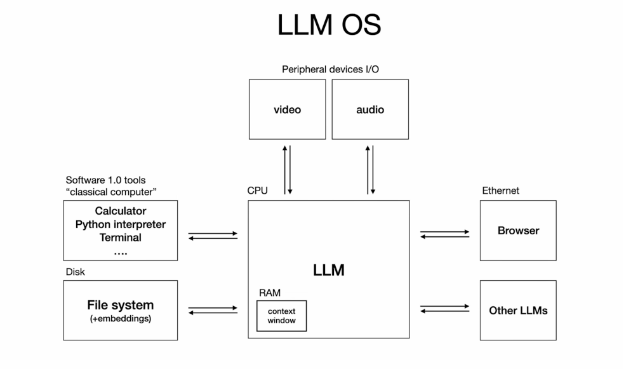 LLM OS
Peripheral devices I/O
video
audio
Software 1.0 tools
“classical computer”
Calculator
Python interpreter
Terminal
....
CPU
Ethernet
Browser
LLM
Disk
File system
(+embeddings)
RAM
context
window
Other LLMs